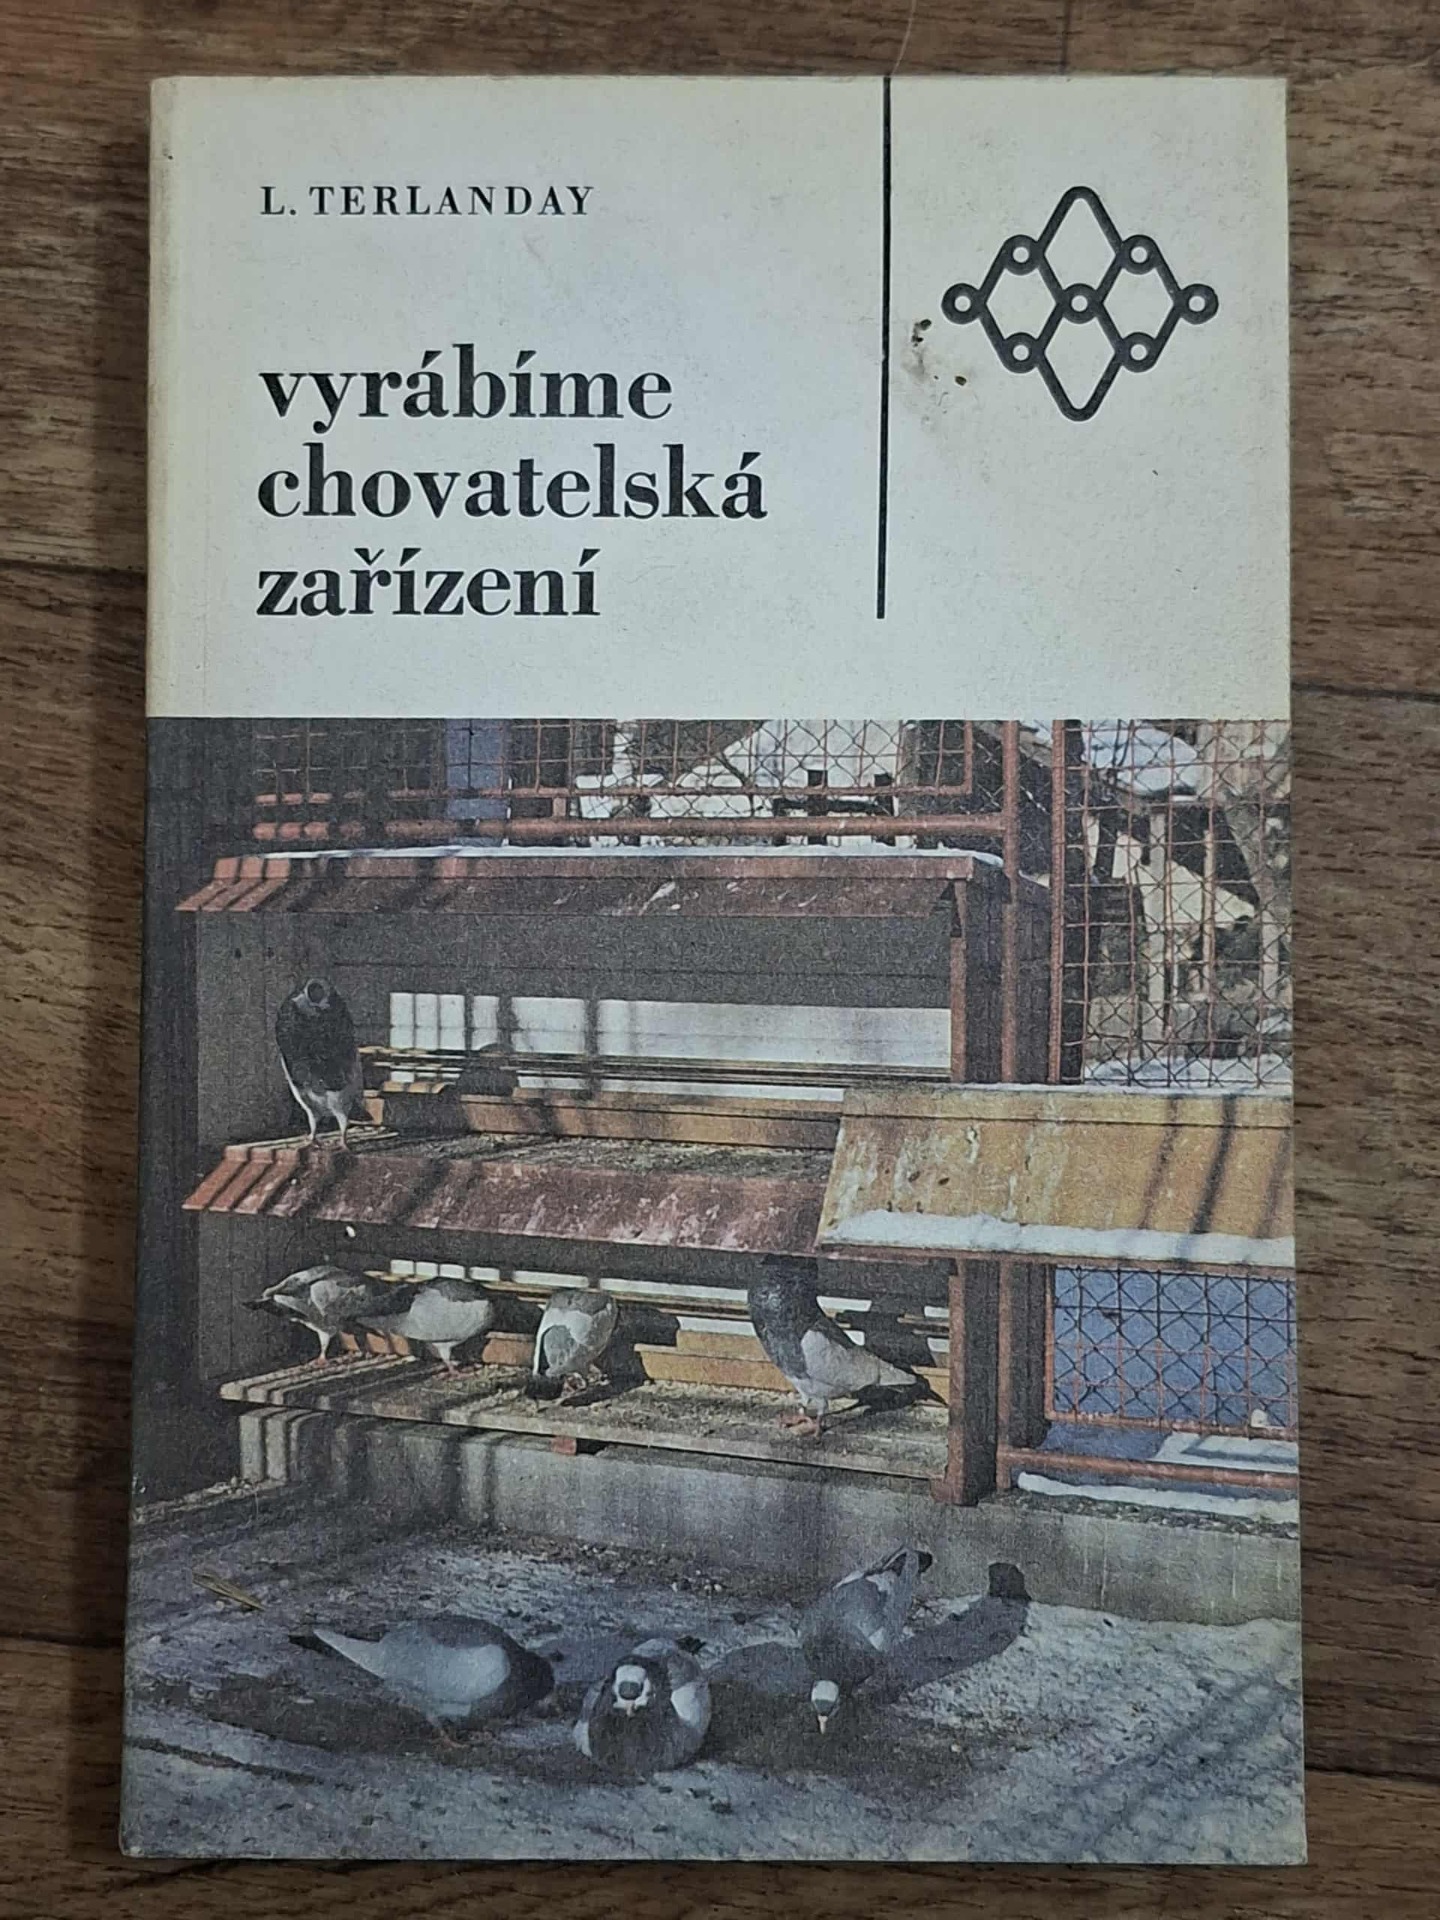 L. TERLANDAY
vyrábíme
chovatelská
zařízení